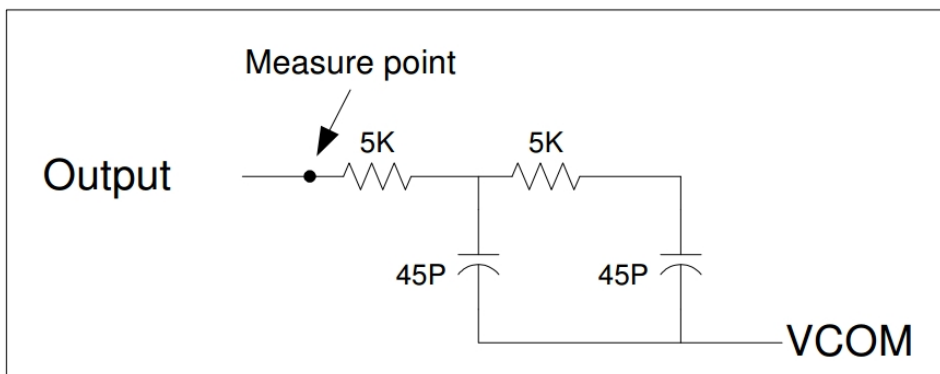 Measure point
5K 5K
Output
45P 45P
VCOM